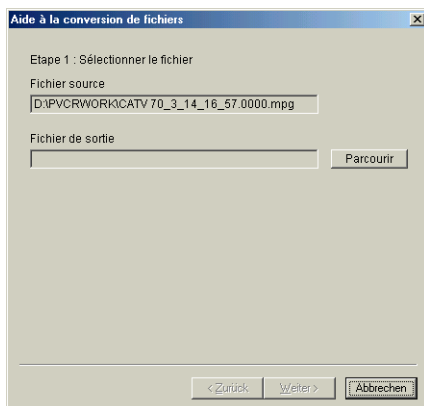 Aide à la conversion de fichiers
Etape 1 : Sélectionner le fichier
Fichier source
D:\PVCRWORK\CATV 70_3_14_16_57.0000.mpg
Fichier de sortie
Parcourir
< Zurück Weiter > Abbrechen